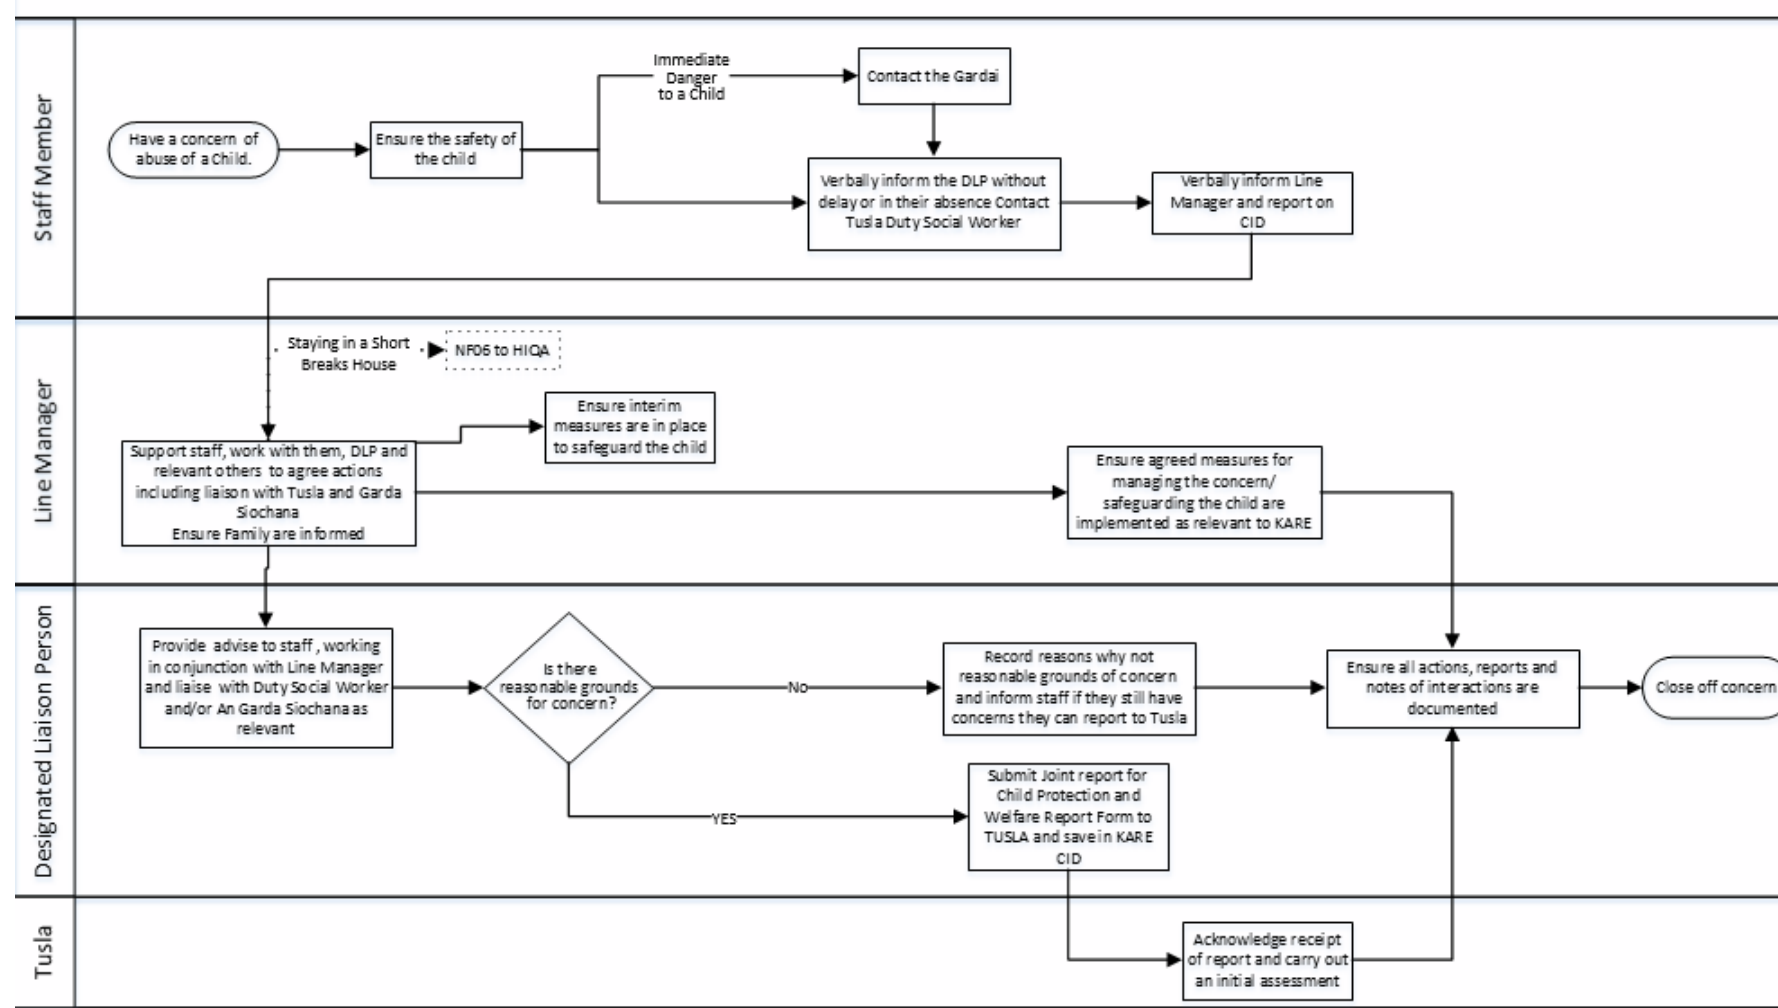 Staff Member
Have a concern of
abuse of a Child.
Ensure the safety of
the child
Immediate
Danger
to a Child
Contact the Gardai
Verbally inform the DLP without
delay or in their absence Contact
Tusla Duty Social Worker
Verbally inform Line
Manager and report on
CID
Line Manager
Staying in a Short
Breaks House
NF06 to HIQA
Ensure interim
measures are in place
to safeguard the child
Support staff, work with them, DLP and
relevant others to agree actions
including liaison with Tusla and Garda
Siochana
Ensure Family are informed
Ensure agreed measures for
managing the concern/
safeguarding the child are
implemented as relevant to KARE
Designated Liaison Person
Provide advise to staff, working
in conjunction with Line Manager
and liaise with Duty Social Worker
and/or An Garda Siochana as
relevant
Is there
reasonable grounds
for concern?
No
Record reasons why not
reasonable grounds of concern
and inform staff if they still have
concerns they can report to Tusla
Ensure all actions, reports and
notes of interactions are
documented
Close off concern
YES
Submit Joint report for
Child Protection and
Welfare Report Form to
TUSLA and save in KARE
CID
Tusla
Acknowledge receipt
of report and carry out
an initial assessment